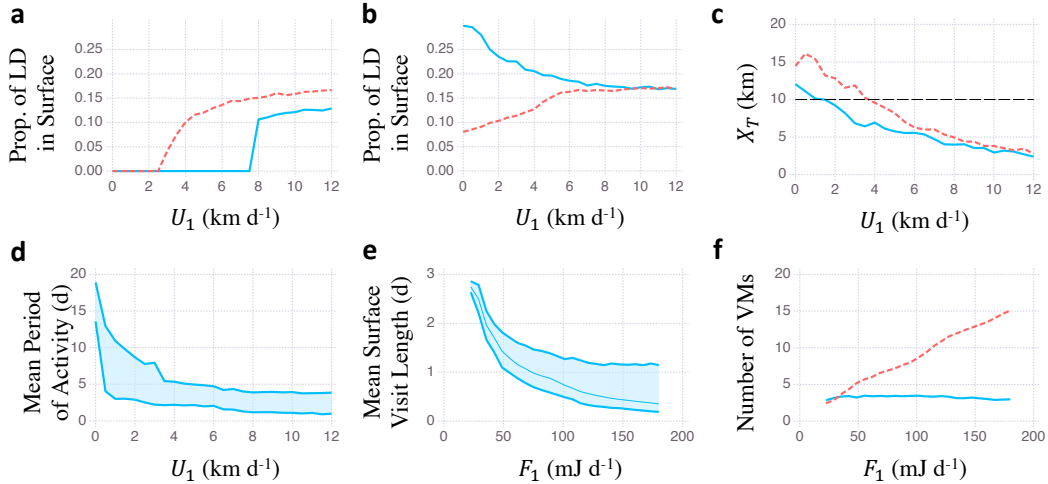 a
Prop. of LD
in Surface
0.25
0.20
0.15
0.10
0.05
0.00
0 2 4 6 8 10 12
U₁ (km d⁻¹)
b
Prop. of LD
in Surface
0.25
0.20
0.15
0.10
0.05
0.00
0 2 4 6 8 10 12
U₁ (km d⁻¹)
c
X_T (km)
20
15
10
5
0
0 2 4 6 8 10 12
U₁ (km d⁻¹)
d
Mean Period
of Activity (d)
20
15
10
5
0
0 2 4 6 8 10 12
U₁ (km d⁻¹)
e
Mean Surface
Visit Length (d)
3
2
1
0
0 50 100 150 200
F₁ (mJ d⁻¹)
f
Number of VMs
20
15
10
5
0
0 50 100 150 200
F₁ (mJ d⁻¹)